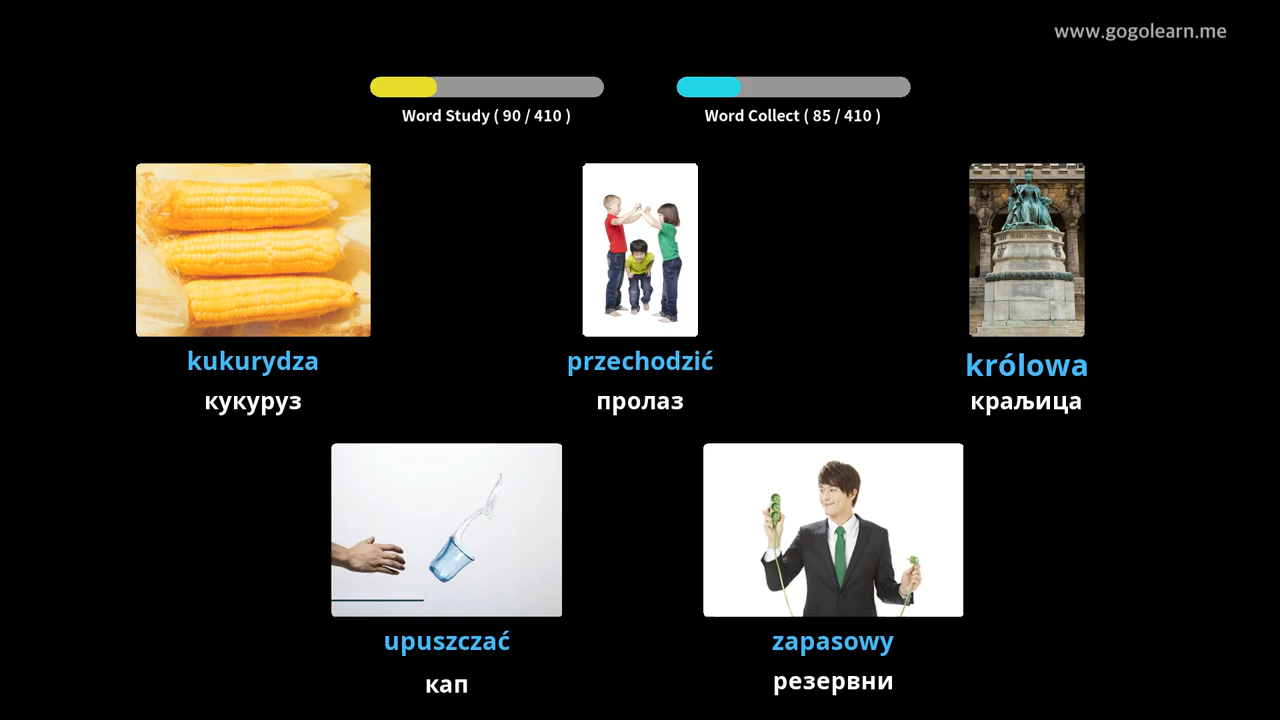 www.gogolearn.me
Word Study ( 90 / 410 )
Word Collect ( 85 / 410 )
kukurydza
przechodzić
królowa
кукуруз
пролаз
краљица
upuszczać
zapasowy
кап
резервни